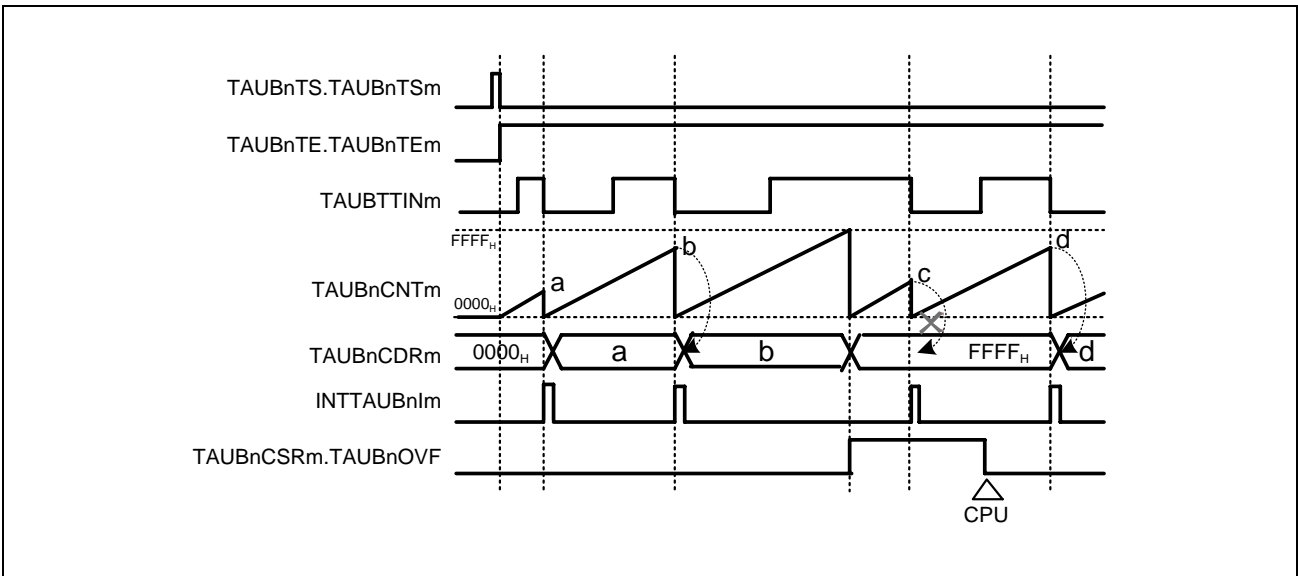 TAUBnTS.TAUBnTSm
TAUBnTE.TAUBnTEm
TAUBTTINm
FFFFH
b
d
TAUBnCNTm
a
c
0000H
TAUBnCDRm
0000H
a
b
FFFFH
d
INTTAUBnIm
TAUBnCSRm.TAUBnOVF
CPU